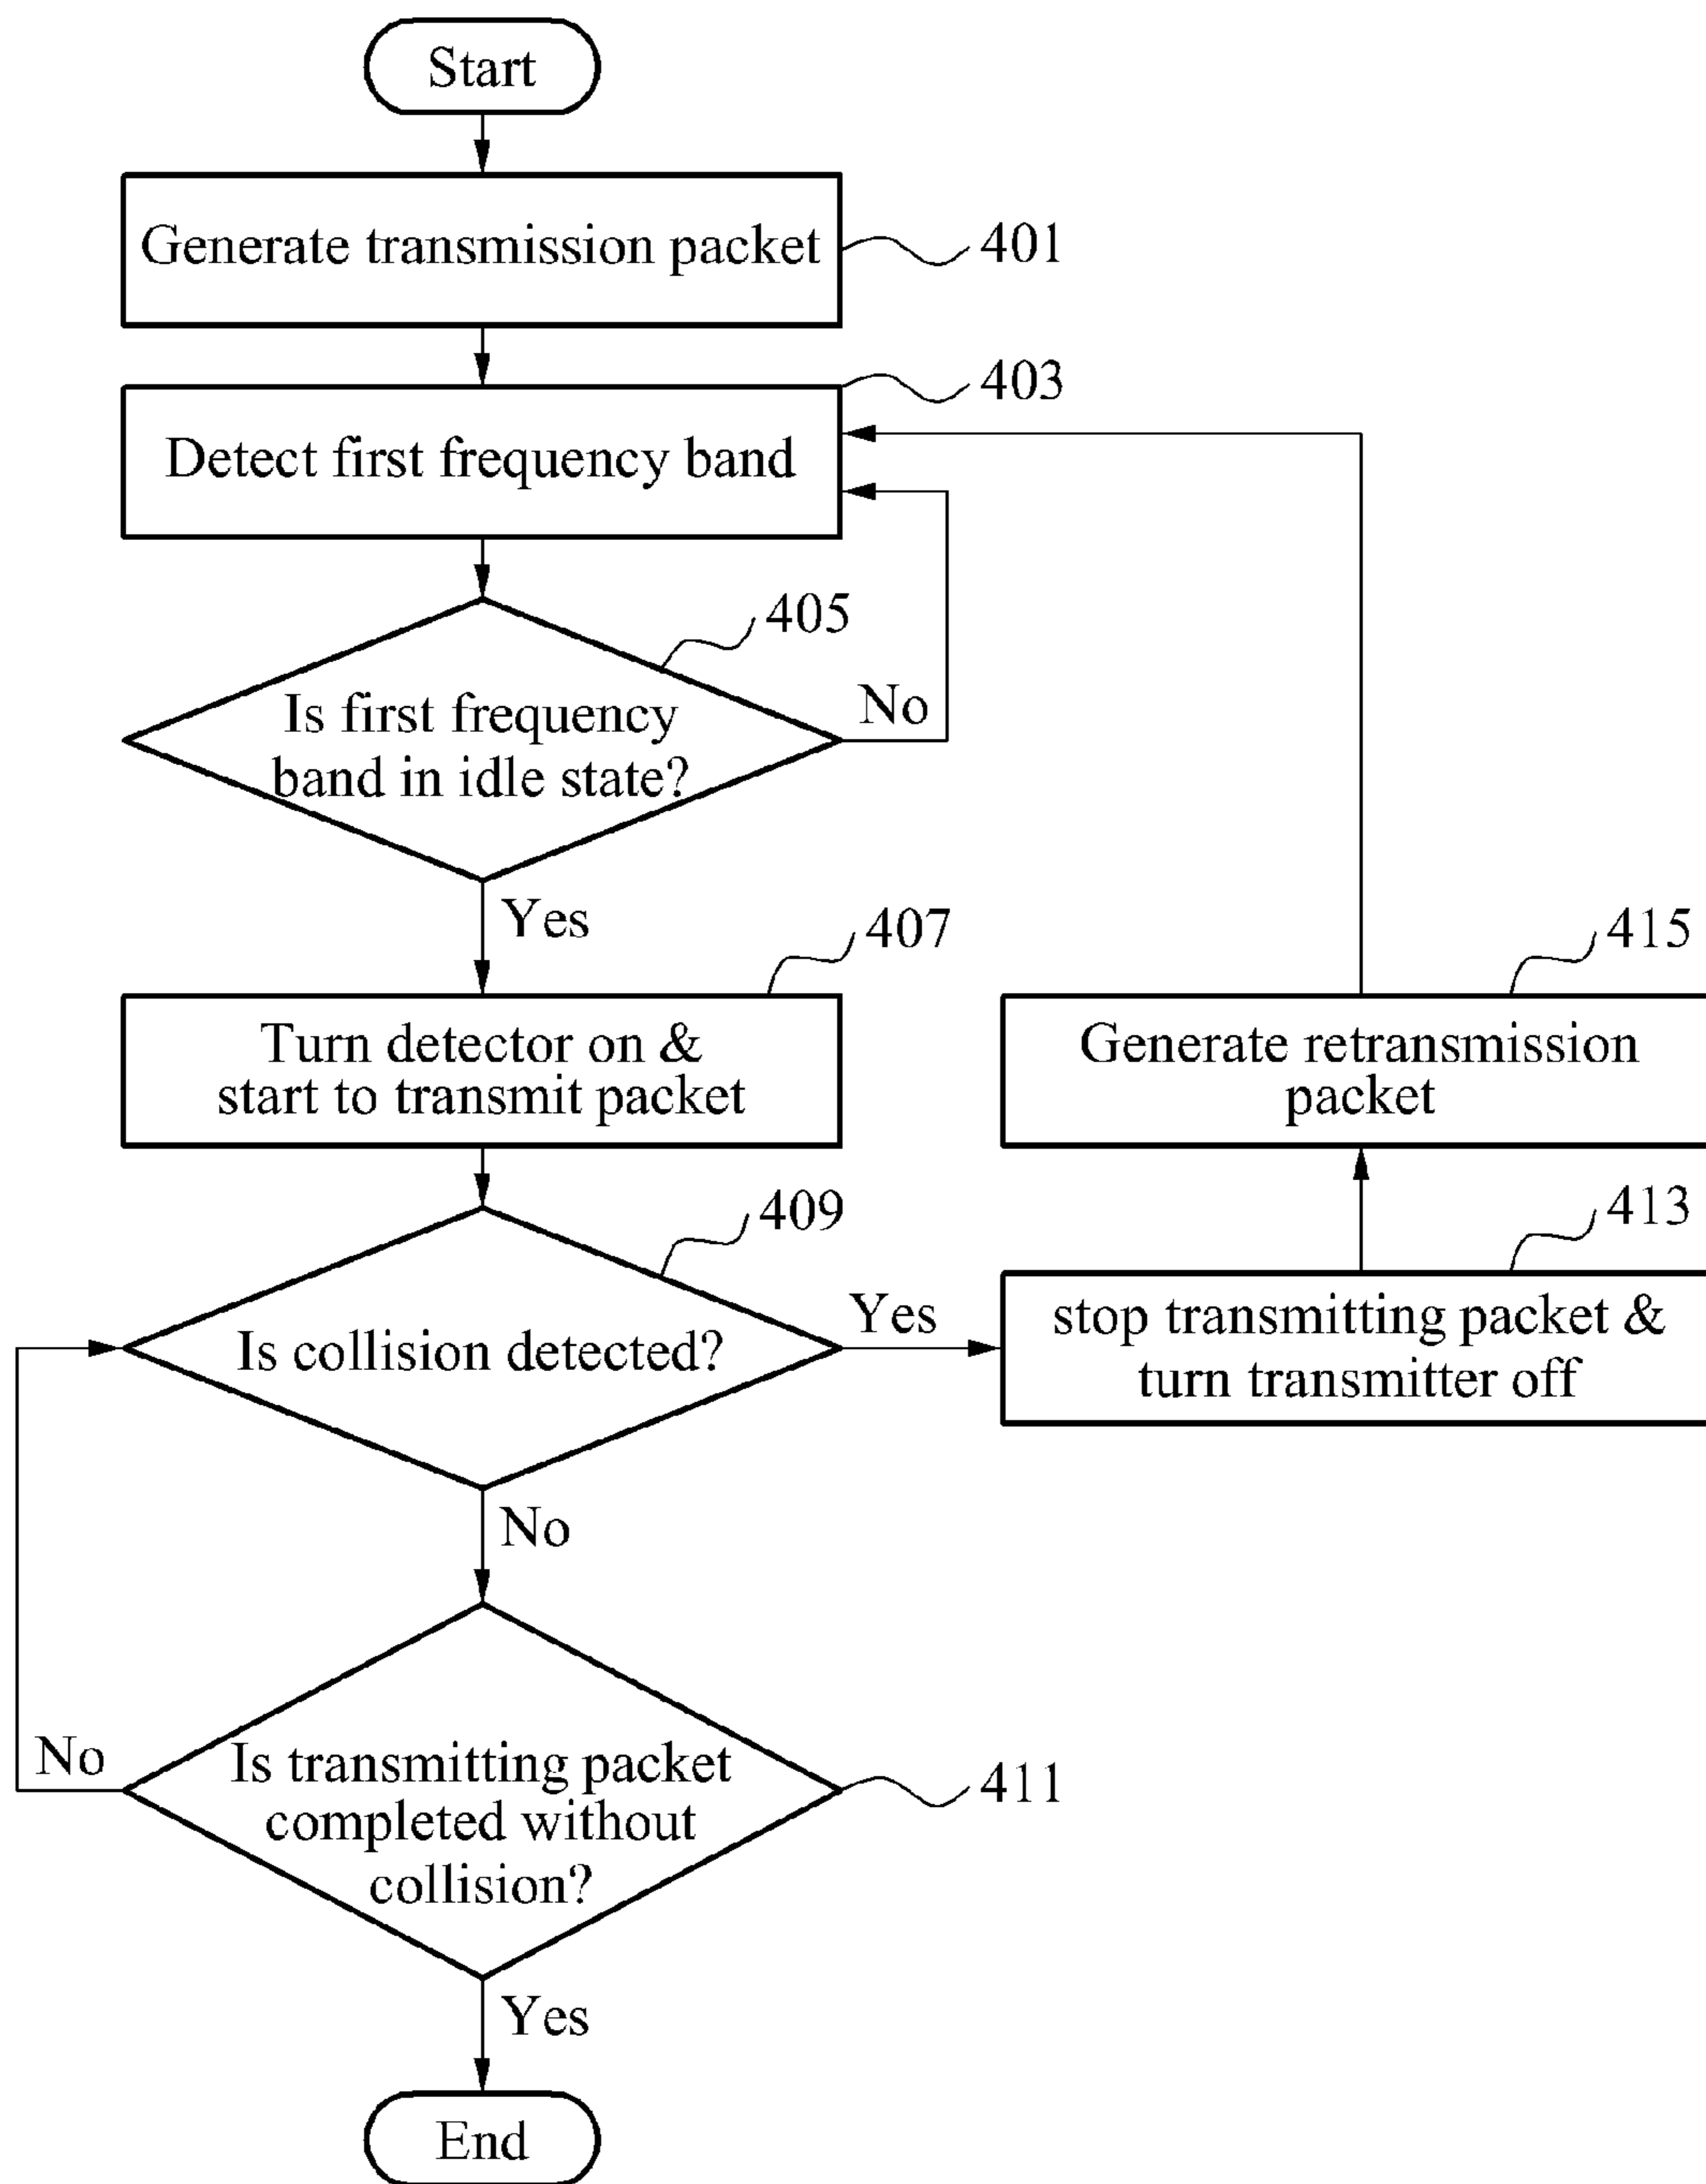 Start
Generate transmission packet
401
403
Detect first frequency band
405
Is first frequency
band in idle state?
No
Yes
407
Turn detector on &
start to transmit packet
415
Generate retransmission
packet
409
Is collision detected?
Yes
413
stop transmitting packet &
turn transmitter off
No
No
Is transmitting packet
completed without
collision?
411
Yes
End